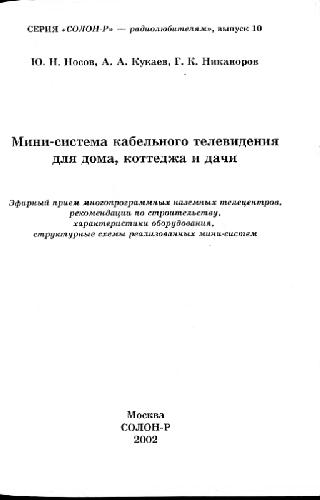 СЕРИЯ «СОЛОН-Р» — радиолюбителям», выпуск 10
Ю. Н. Носов, А. А. Кукаев, Г. К. Никаноров
Мини-система кабельного телевидения
для дома, коттеджа и дачи
Эфирный прием многопрограммных наземных телецентров,
рекомендации по строительству,
характеристики оборудования,
структурные схемы реализованных мини-систем
Москва
СОЛОН-Р
2002